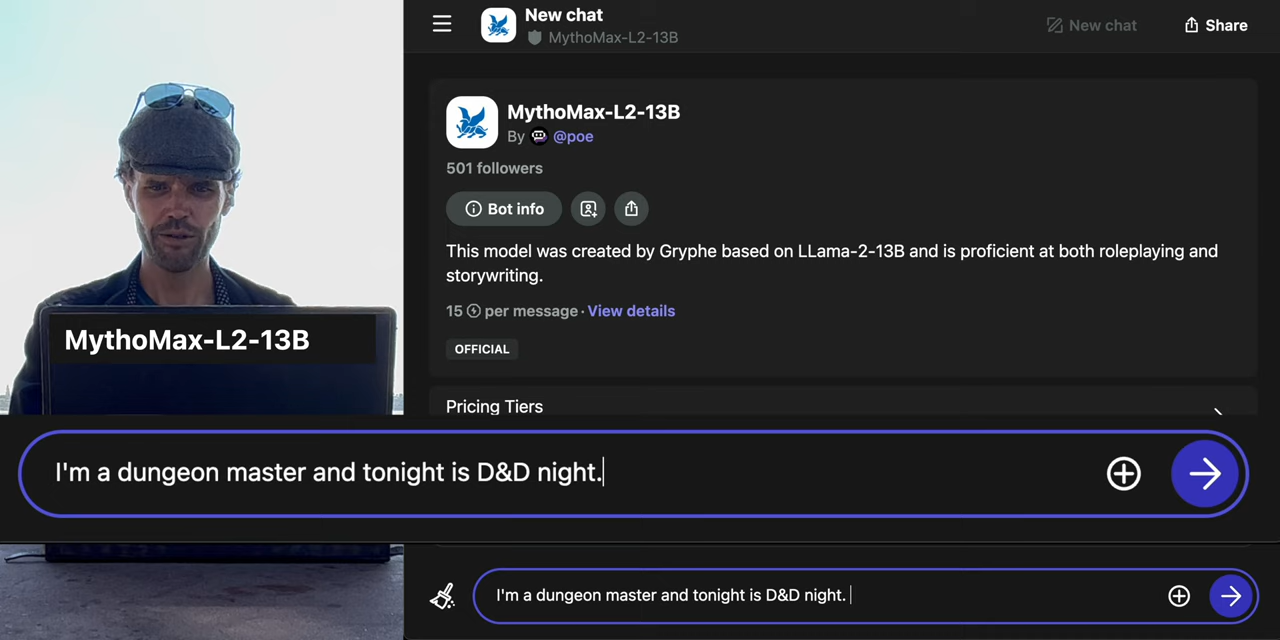 New chat
MythoMax-L2-13B
New chat
Share
MythoMax-L2-13B
By @poe
501 followers
Bot info
This model was created by Gryphe based on LLama-2-13B and is proficient at both roleplaying and
storywriting.
15 per message · View details
OFFICIAL
Pricing Tiers
MythoMax-L2-13B
I'm a dungeon master and tonight is D&D night.
I'm a dungeon master and tonight is D&D night.